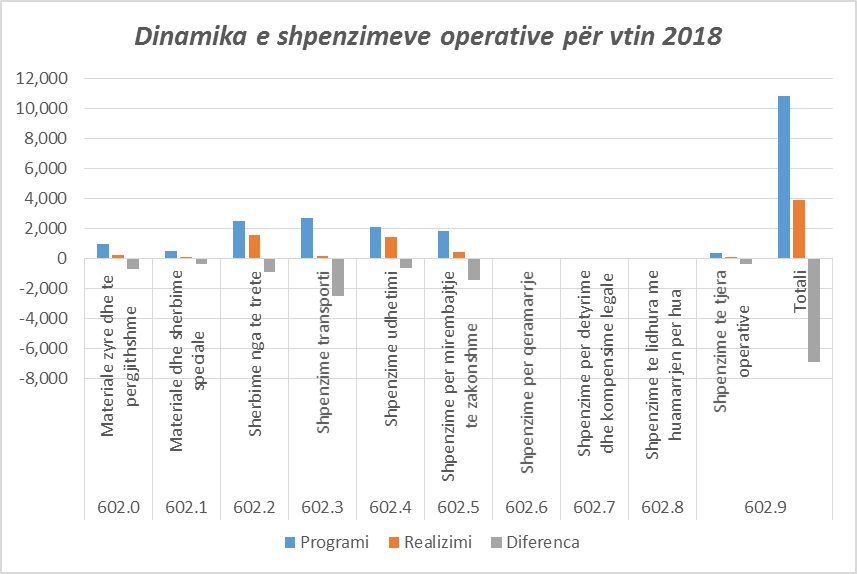 Dinamika e shpenzimeve operative për vtin 2018
12,000
10,000
8,000
6,000
4,000
2,000
0
-2,000
-4,000
-6,000
-8,000
Materiale zyre dhe te
pergjithshme
Materiale dhe sherbime
speciale
Sherbime nga te trete
Shpenzime transporti
Shpenzime udhetimi
Shpenzime per mirembajtje
te zakonshme
Shpenzime per qeramarrje
Shpenzime per detyrime
dhe kompensime legale
Shpenzime te lidhura me
huamarrjen per hua
Shpenzime te tjera
operative
Totali
602.0 602.1 602.2 602.3 602.4 602.5 602.6 602.7 602.8 602.9
Programi Realizimi Diferenca